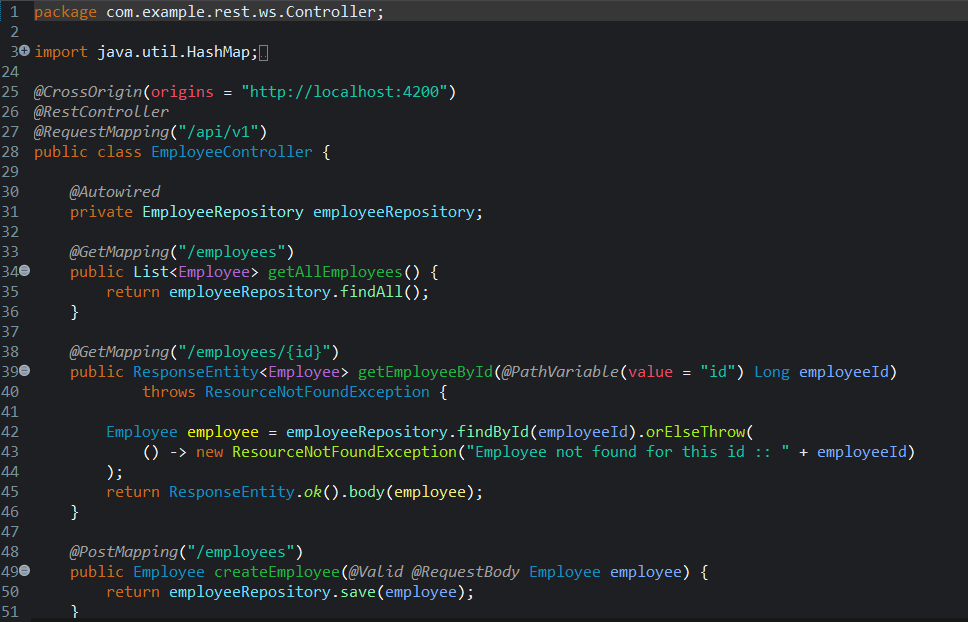 1 package com.example.rest.ws.Controller;
2
3 import java.util.HashMap;
24
25 @CrossOrigin(origins = "http://localhost:4200")
26 @RestController
27 @RequestMapping("/api/v1")
28 public class EmployeeController {
29
30     @Autowired
31     private EmployeeRepository employeeRepository;
32
33     @GetMapping("/employees")
34     public List<Employee> getAllEmployees() {
35         return employeeRepository.findAll();
36     }
37
38     @GetMapping("/employees/{id}")
39     public ResponseEntity<Employee> getEmployeeById(@PathVariable(value = "id") Long employeeId)
40             throws ResourceNotFoundException {
41
42         Employee employee = employeeRepository.findById(employeeId).orElseThrow(
43             () -> new ResourceNotFoundException("Employee not found for this id :: " + employeeId)
44         );
45         return ResponseEntity.ok().body(employee);
46     }
47
48     @PostMapping("/employees")
49     public Employee createEmployee(@Valid @RequestBody Employee employee) {
50         return employeeRepository.save(employee);
51     }